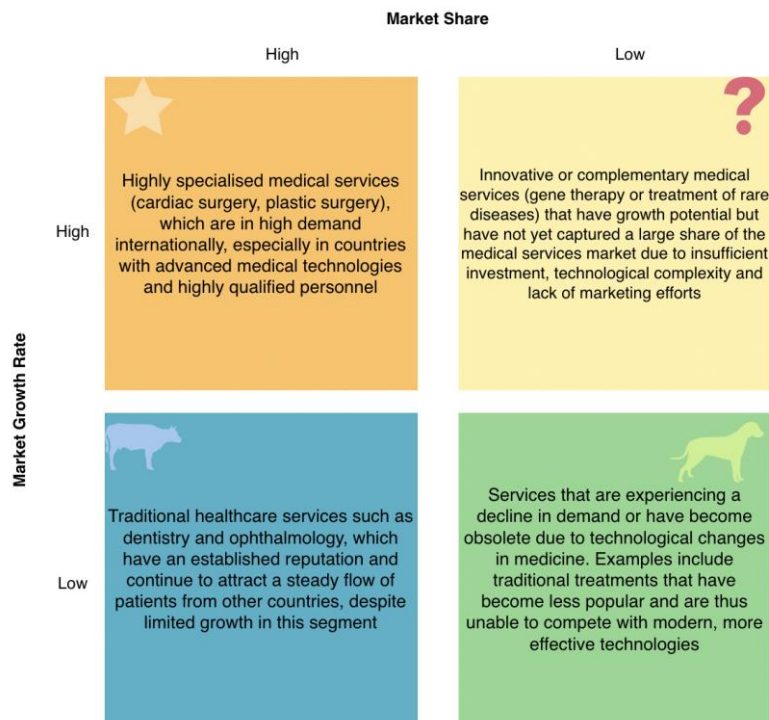 Market Share
High
Low
High
Highly specialised medical services
(cardiac surgery, plastic surgery),
which are in high demand
internationally, especially in countries
with advanced medical technologies
and highly qualified personnel
?
Innovative or complementary medical
services (gene therapy or treatment of rare
diseases) that have growth potential but
have not yet captured a large share of the
medical services market due to insufficient
investment, technological complexity and
lack of marketing efforts
Market Growth Rate
Low
Traditional healthcare services such as
dentistry and ophthalmology, which
have an established reputation and
continue to attract a steady flow of
patients from other countries, despite
limited growth in this segment
Services that are experiencing a
decline in demand or have become
obsolete due to technological changes
in medicine. Examples include
traditional treatments that have
become less popular and are thus
unable to compete with modern, more
effective technologies